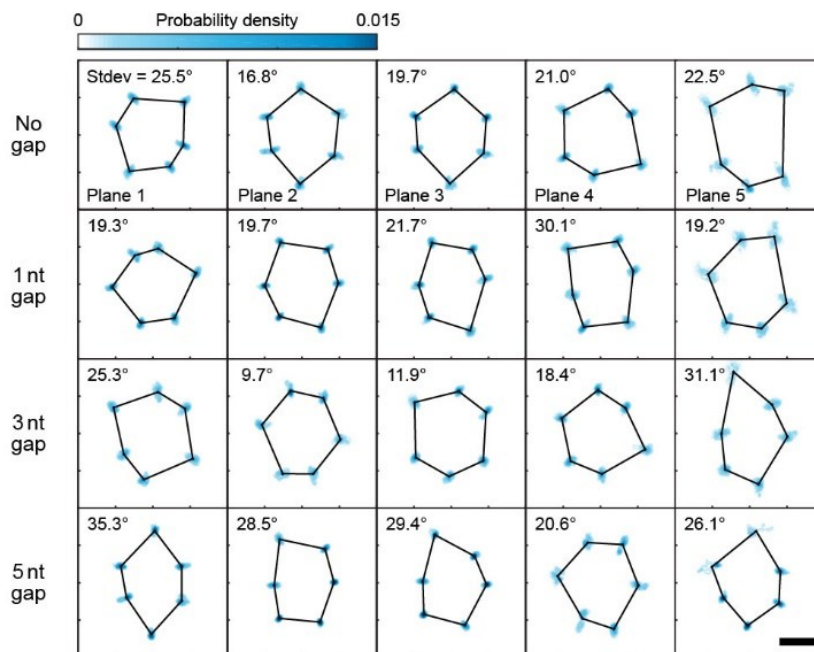 0 Probability density 0.015
No gap
Stdev = 25.5° 16.8° 19.7° 21.0° 22.5°
Plane 1 Plane 2 Plane 3 Plane 4 Plane 5
1 nt gap
19.3° 19.7° 21.7° 30.1° 19.2°
3 nt gap
25.3° 9.7° 11.9° 18.4° 31.1°
5 nt gap
35.3° 28.5° 29.4° 20.6° 26.1°